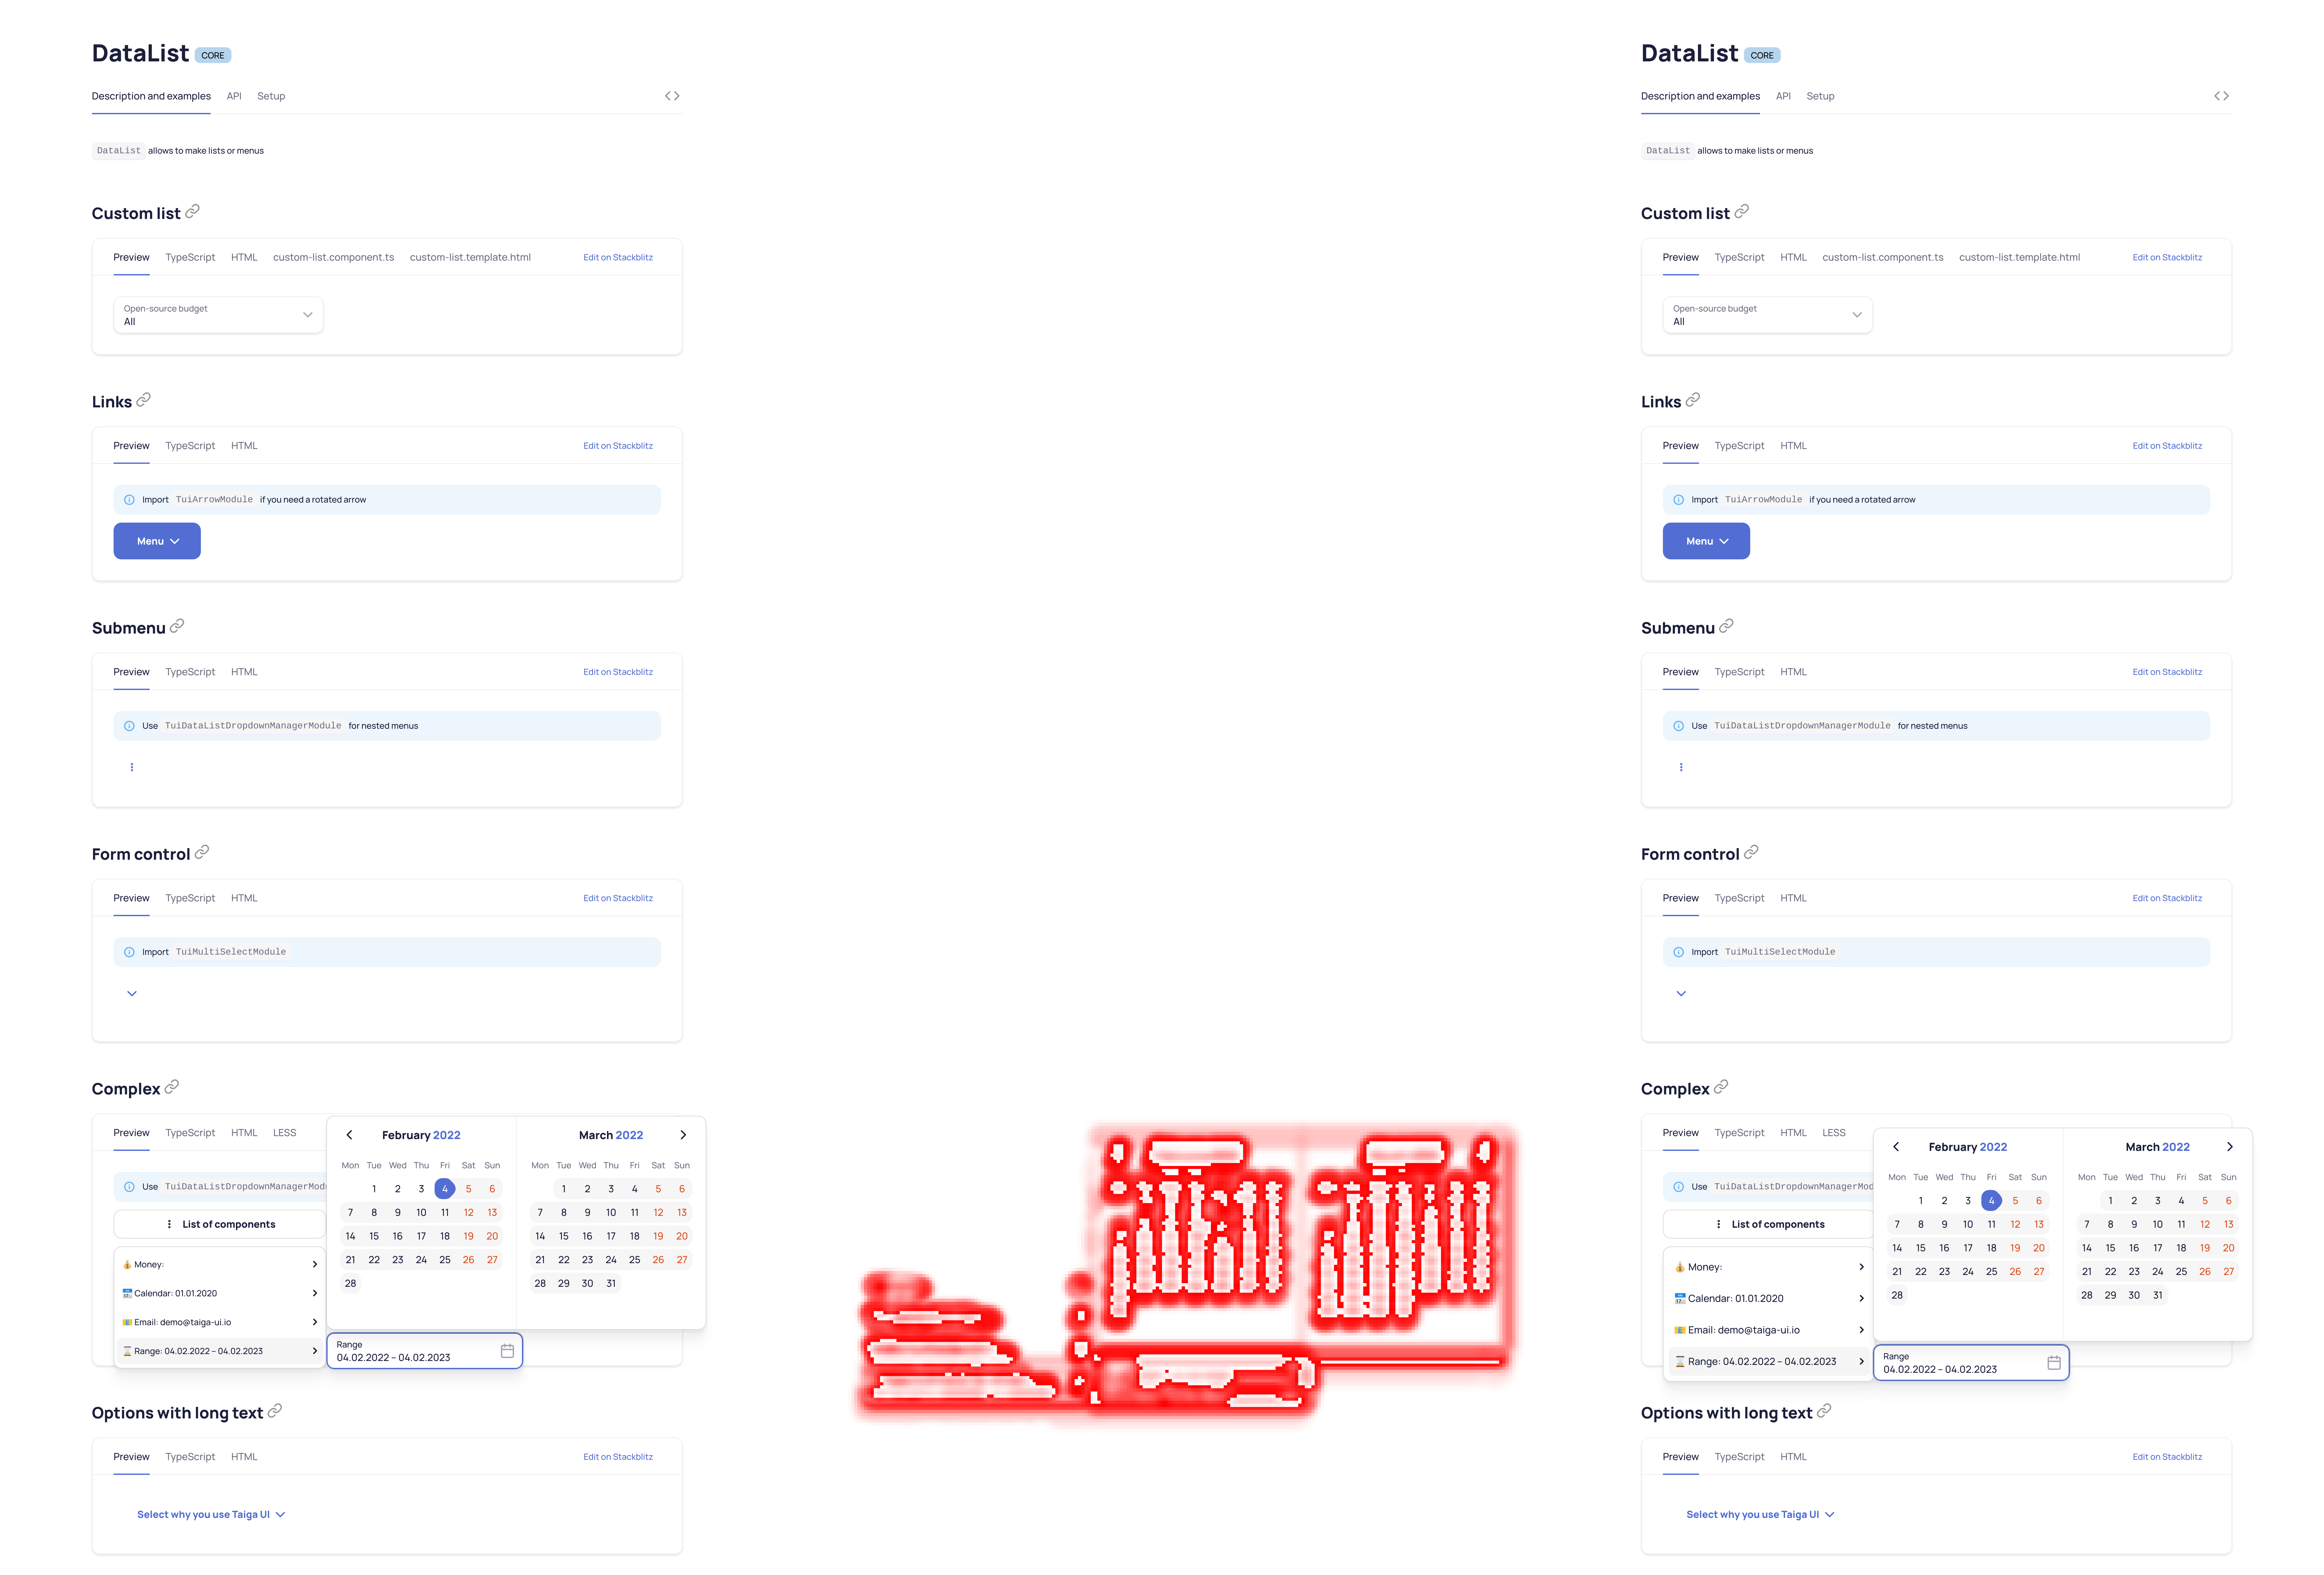 DataList CORE
Description and examples API Setup
DataList allows to make lists or menus
Custom list
Preview TypeScript HTML custom-list.component.ts custom-list.template.html Edit on Stackblitz
Open-source budget
All
Links
Preview TypeScript HTML Edit on Stackblitz
Import TuiArrowModule if you need a rotated arrow
Menu
Submenu
Preview TypeScript HTML Edit on Stackblitz
Use TuiDataListDropdownManagerModule for nested menus
Form control
Preview TypeScript HTML Edit on Stackblitz
Import TuiMultiSelectModule
Complex
Preview TypeScript HTML LESS
Use TuiDataListDropdownManagerMod
List of components
Money:
Calendar: 01.01.2020
Email: demo@taiga-ui.io
Range: 04.02.2022 – 04.02.2023
February 2022 March 2022
Mon Tue Wed Thu Fri Sat Sun Mon Tue Wed Thu Fri Sat Sun
1 2 3 4 5 6 1 2 3 4 5 6
7 8 9 10 11 12 13 7 8 9 10 11 12 13
14 15 16 17 18 19 20 14 15 16 17 18 19 20
21 22 23 24 25 26 27 21 22 23 24 25 26 27
28 28 29 30 31
Range
04.02.2022 – 04.02.2023
Options with long text
Preview TypeScript HTML Edit on Stackblitz
Select why you use Taiga UI
DataList CORE
Description and examples API Setup
DataList allows to make lists or menus
Custom list
Preview TypeScript HTML custom-list.component.ts custom-list.template.html Edit on Stackblitz
Open-source budget
All
Links
Preview TypeScript HTML Edit on Stackblitz
Import TuiArrowModule if you need a rotated arrow
Menu
Submenu
Preview TypeScript HTML Edit on Stackblitz
Use TuiDataListDropdownManagerModule for nested menus
Form control
Preview TypeScript HTML Edit on Stackblitz
Import TuiMultiSelectModule
Complex
Preview TypeScript HTML LESS
Use TuiDataListDropdownManagerMod
List of components
Money:
Calendar: 01.01.2020
Email: demo@taiga-ui.io
Range: 04.02.2022 – 04.02.2023
February 2022 March 2022
Mon Tue Wed Thu Fri Sat Sun Mon Tue Wed Thu Fri Sat Sun
1 2 3 4 5 6 1 2 3 4 5 6
7 8 9 10 11 12 13 7 8 9 10 11 12 13
14 15 16 17 18 19 20 14 15 16 17 18 19 20
21 22 23 24 25 26 27 21 22 23 24 25 26 27
28 28 29 30 31
Range
04.02.2022 – 04.02.2023
Options with long text
Preview TypeScript HTML Edit on Stackblitz
Select why you use Taiga UI